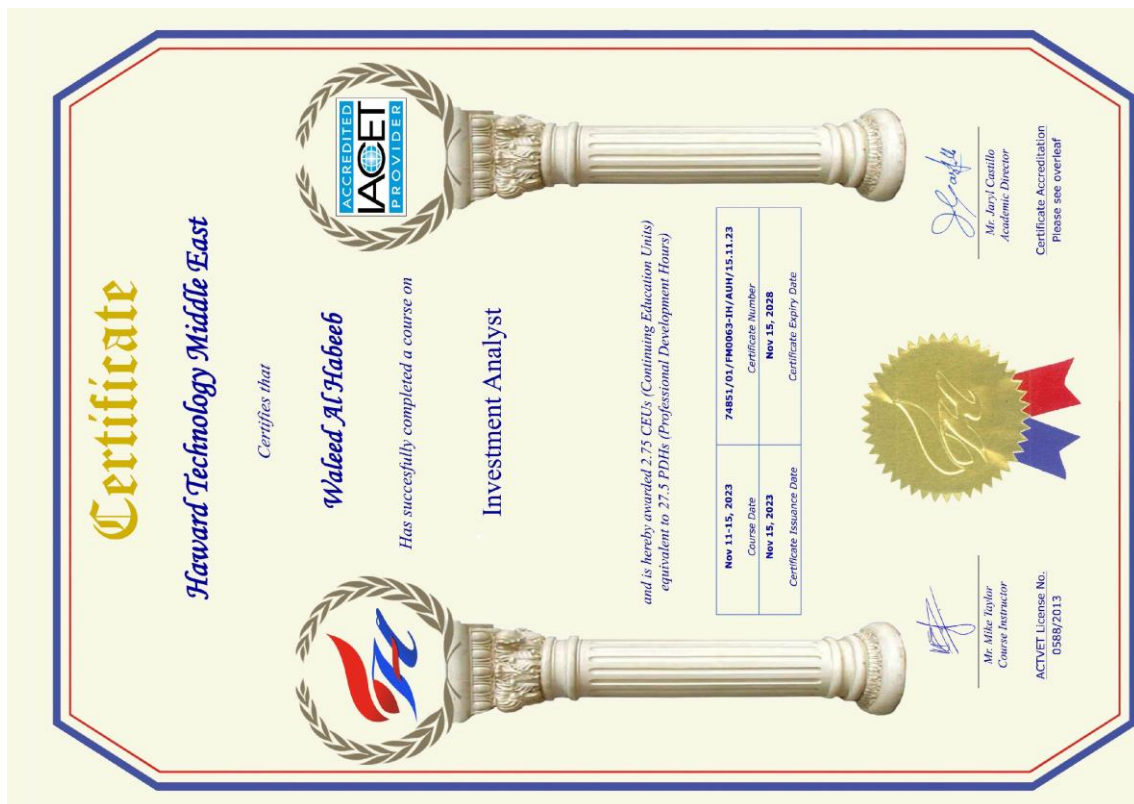 Certificate
Haward Technology Middle East
Certifies that
Waleed Al Habeeb
Has succesfully completed a course on
Investment Analyst
and is hereby awarded 2.75 CEUs (Continuing Education Units)
equivalent to 27.5 PDHs (Professional Development Hours)
Nov 11-15, 2023
Course Date
74851/01/FM0063-IH/AUH/15.11.23
Certificate Number
Nov 15, 2023
Certificate Issuance Date
Nov 15, 2028
Certificate Expiry Date
ACCREDITED
IACET
PROVIDER
Mr. Mike Taylor
Course Instructor
Mr. Jaryl Castillo
Academic Director
ACTVET License No.
0588/2013
Certificate Accreditation
Please see overleaf